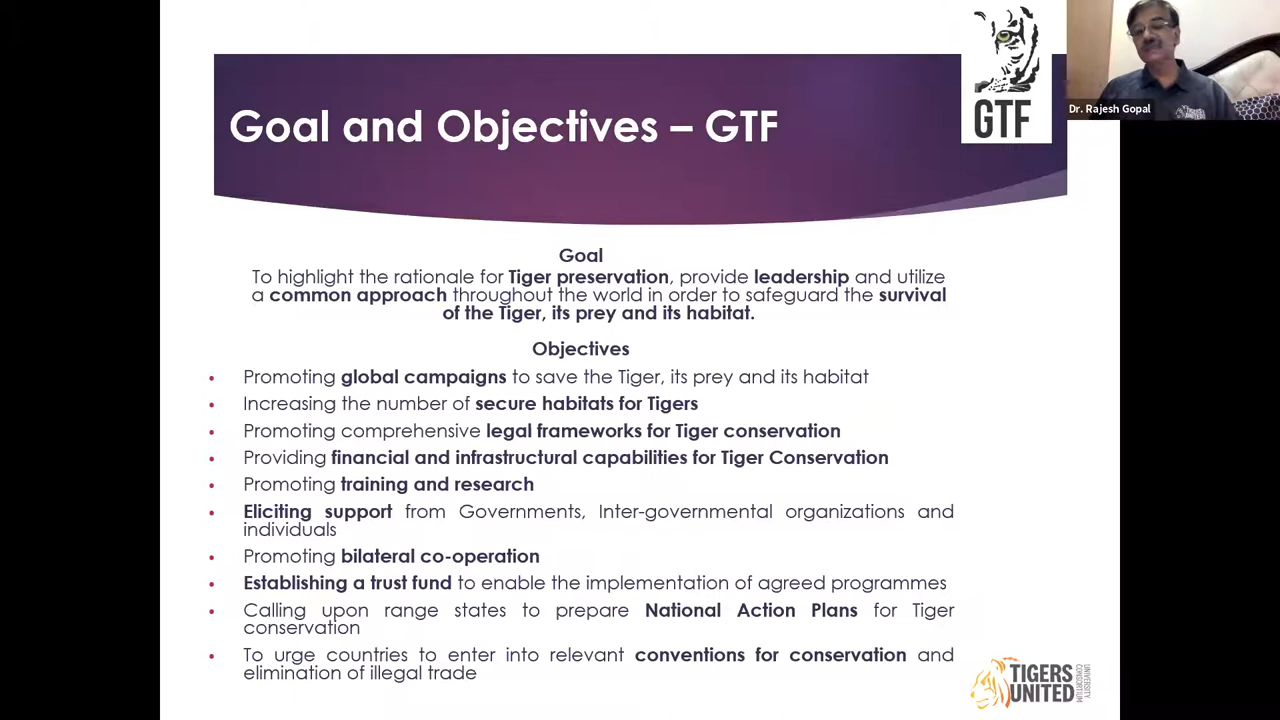 Goal and Objectives – GTF
GTF
Dr. Rajesh Gopal
Goal
To highlight the rationale for Tiger preservation, provide leadership and utilize
a common approach throughout the world in order to safeguard the survival
of the Tiger, its prey and its habitat.
Objectives
• Promoting global campaigns to save the Tiger, its prey and its habitat
• Increasing the number of secure habitats for Tigers
• Promoting comprehensive legal frameworks for Tiger conservation
• Providing financial and infrastructural capabilities for Tiger Conservation
• Promoting training and research
• Eliciting support from Governments, Inter-governmental organizations and
individuals
• Promoting bilateral co-operation
• Establishing a trust fund to enable the implementation of agreed programmes
• Calling upon range states to prepare National Action Plans for Tiger
conservation
• To urge countries to enter into relevant conventions for conservation and
elimination of illegal trade
TIGERS
UNITED
UNIVERSITY
CONSORTIUM